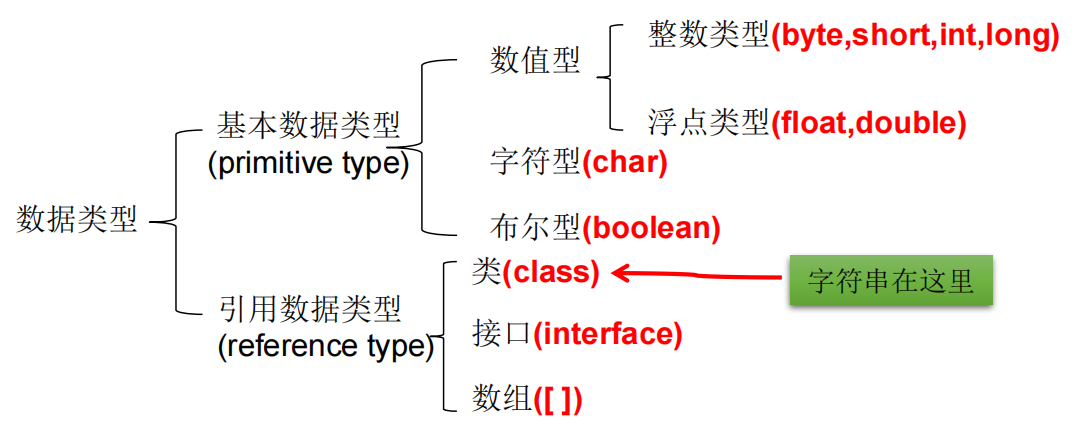 数据类型
基本数据类型
(primitive type)
数值型
整数类型(byte,short,int,long)
浮点类型(float,double)
字符型(char)
布尔型(boolean)
引用数据类型
(reference type)
类(class)
字符串在这里
接口(interface)
数组([ ])